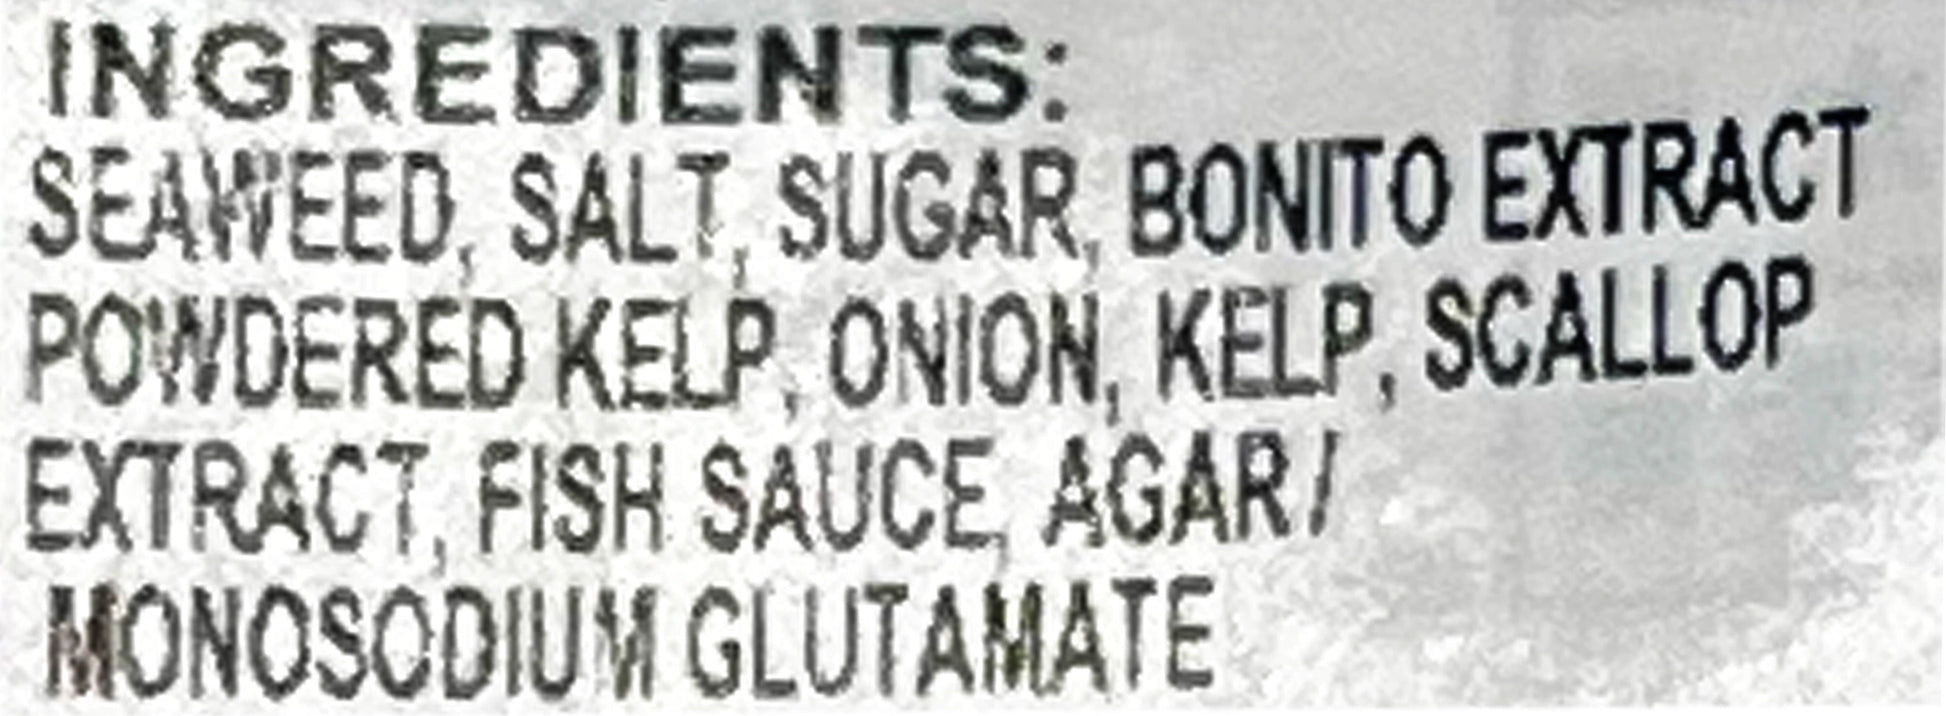 INGREDIENTS:
SEAWEED, SALT, SUGAR, BONITO EXTRACT
POWDERED KELP, ONION, KELP, SCALLOP
EXTRACT, FISH SAUCE, AGAR/
MONOSODIUM GLUTAMATE